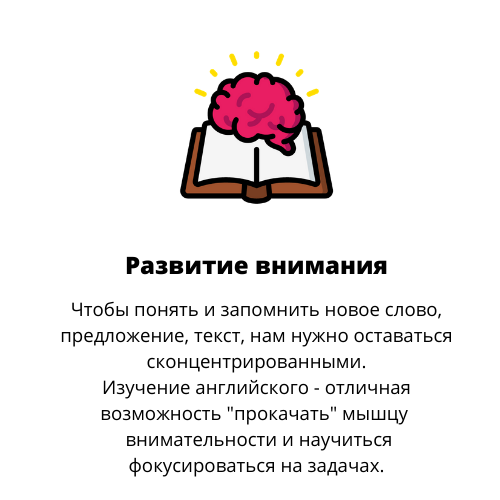 Развитие внимания
Чтобы понять и запомнить новое слово,
предложение, текст, нам нужно оставаться
сконцентрированными.
Изучение английского - отличная
возможность "прокачать" мышцу
внимательности и научиться
фокусироваться на задачах.